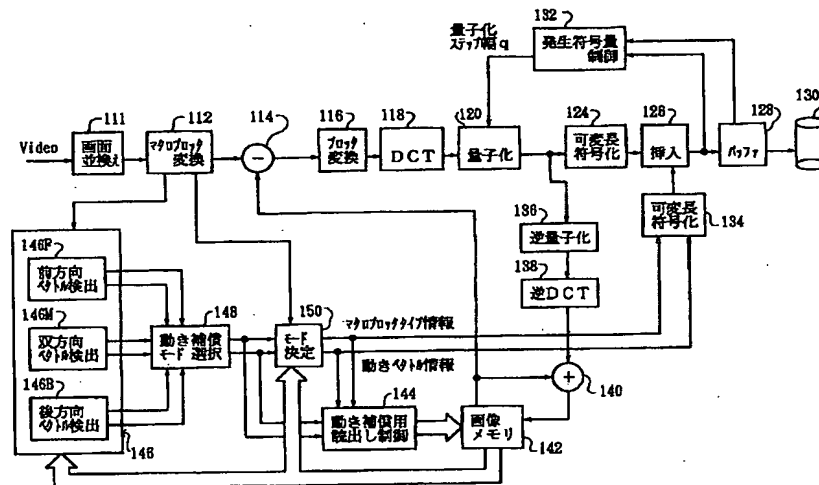 132
量子化
ステップ幅q
発生符号量
制御
111
112
114
116
118
120
124
126
128
130
Video
画面
並換え
マクロブロック
変換
−
ブロック
変換
DCT
量子化
可変長
符号化
挿入
バッファ
136
逆量子化
可変長
符号化
134
138
逆DCT
146F
前方向
ベクトル検出
146M
双方向
ベクトル検出
148
動き補償
モード選択
150
モード
決定
マクロブロックタイプ情報
動きベクトル情報
+
140
146B
後方向
ベクトル検出
146
144
動き補償用
読出し制御
画像
メモリ
142